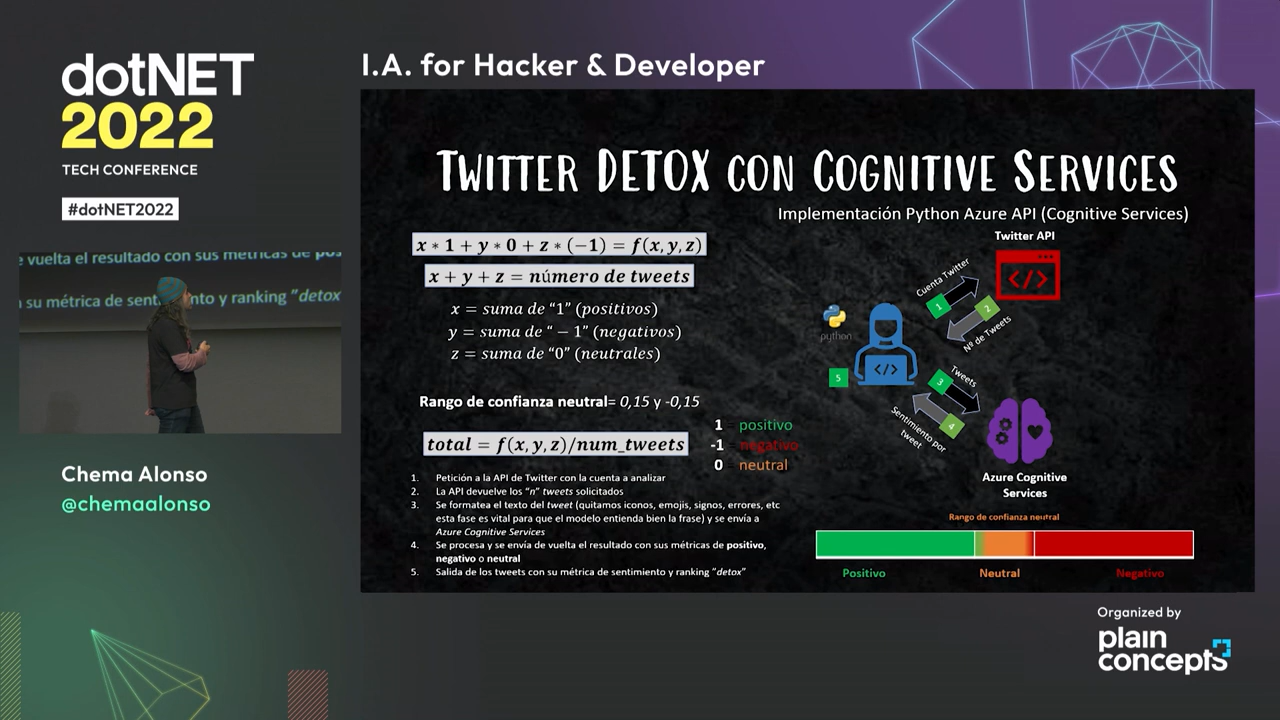 dotNET
2022
TECH CONFERENCE
#dotNET2022
e vuelta el resultado con sus métricas de pos
su métrica de sentimiento y ranking "detox
Chema Alonso
@chemaalonso
I.A. for Hacker & Developer
TWITTER DETOX CON COGNITIVE SERVICES
Implementación Python Azure API (Cognitive Services)
x * 1 + y * 0 + z * (-1) = f(x, y, z)
x + y + z = número de tweets
x = suma de "1" (positivos)
y = suma de " − 1" (negativos)
z = suma de "0" (neutrales)
Rango de confianza neutral= 0,15 y -0,15
total = f(x, y, z)/num_tweets
1 positivo
-1 negativo
0 neutral
1. Petición a la API de Twitter con la cuenta a analizar
2. La API devuelve los "n" tweets solicitados
3. Se formatea el texto del tweet (quitamos iconos, emojis, signos, errores, etc
esta fase es vital para que el modelo entienda bien la frase) y se envía a
Azure Cognitive Services
4. Se procesa y se envía de vuelta el resultado con sus métricas de positivo,
negativo o neutral
5. Salida de los tweets con su métrica de sentimiento y ranking "detox"
Twitter API
Cuenta Twitter
1
2
Nº de Tweets
python
5
3
Tweets
4
Sentimiento por
tweet
Azure Cognitive
Services
Rango de confianza neutral
Positivo
Neutral
Negativo
Organized by
plain
concepts